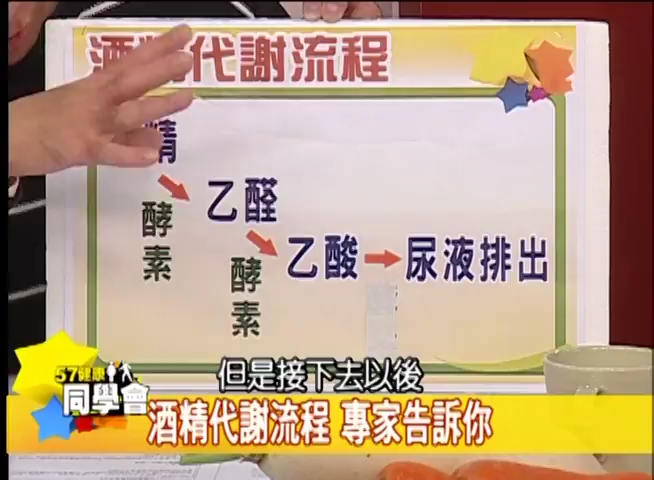 酒精代謝流程
精
乙醛
酵素
乙酸
尿液排出
酵素
57健康
同學會
但是接下去以後
酒精代謝流程 專家告訴你